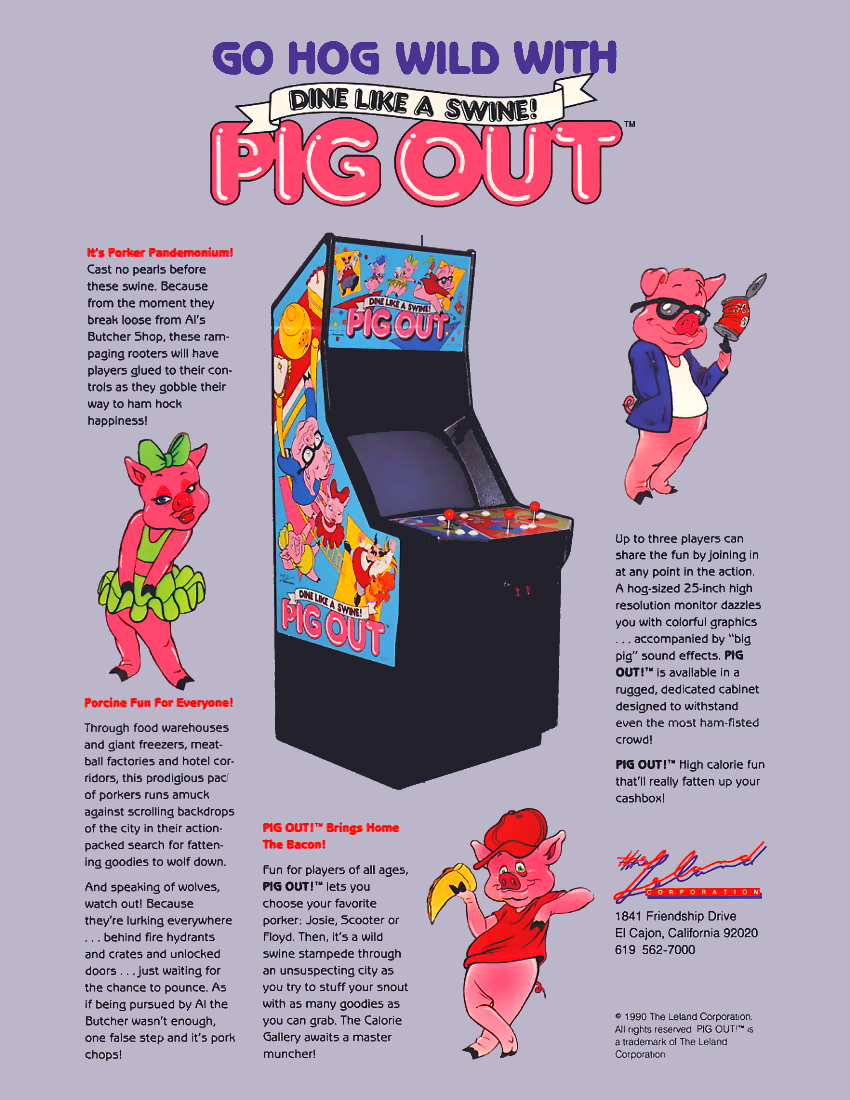 GO HOG WILD WITH
DINE LIKE A SWINE!
PIG OUT™
It's Porker Pandemonium!
Cast no pearls before
these swine. Because
from the moment they
break loose from Al's
Butcher Shop, these ram-
paging rooters will have
players glued to their con-
trols as they gobble their
way to ham hock
happiness!
Porcine Fun For Everyone!
Through food warehouses
and giant freezers, meat-
ball factories and hotel cor-
ridors, this prodigious pac
of porkers runs amuck
against scrolling backdrops
of the city in their action-
packed search for fatten-
ing goodies to wolf down.
And speaking of wolves,
watch out! Because
they're lurking everywhere
. . . behind fire hydrants
and crates and unlocked
doors . . . just waiting for
the chance to pounce. As
if being pursued by Al the
Butcher wasn't enough,
one false step and it's pork
chops!
DINE LIKE A SWINE!
PIG OUT
DINE LIKE A SWINE!
PIG OUT
PIG OUT!™ Brings Home
The Bacon!
Fun for players of all ages,
PIG OUT!™ lets you
choose your favorite
porker: Josie, Scooter or
Floyd. Then, it's a wild
swine stampede through
an unsuspecting city as
you try to stuff your snout
with as many goodies as
you can grab. The Calorie
Gallery awaits a master
muncher!
Up to three players can
share the fun by joining in
at any point in the action.
A hog-sized 25-inch high
resolution monitor dazzles
you with colorful graphics
. . . accompanied by "big
pig" sound effects. PIG
OUT!™ is available in a
rugged, dedicated cabinet
designed to withstand
even the most ham-fisted
crowd!
PIG OUT!™ High calorie fun
that'll really fatten up your
cashbox!
the Leland
CORPORATION
1841 Friendship Drive
El Cajon, California 92020
619 562-7000
© 1990 The Leland Corporation.
All rights reserved PIG OUT!™ is
a trademark of The Leland
Corporation